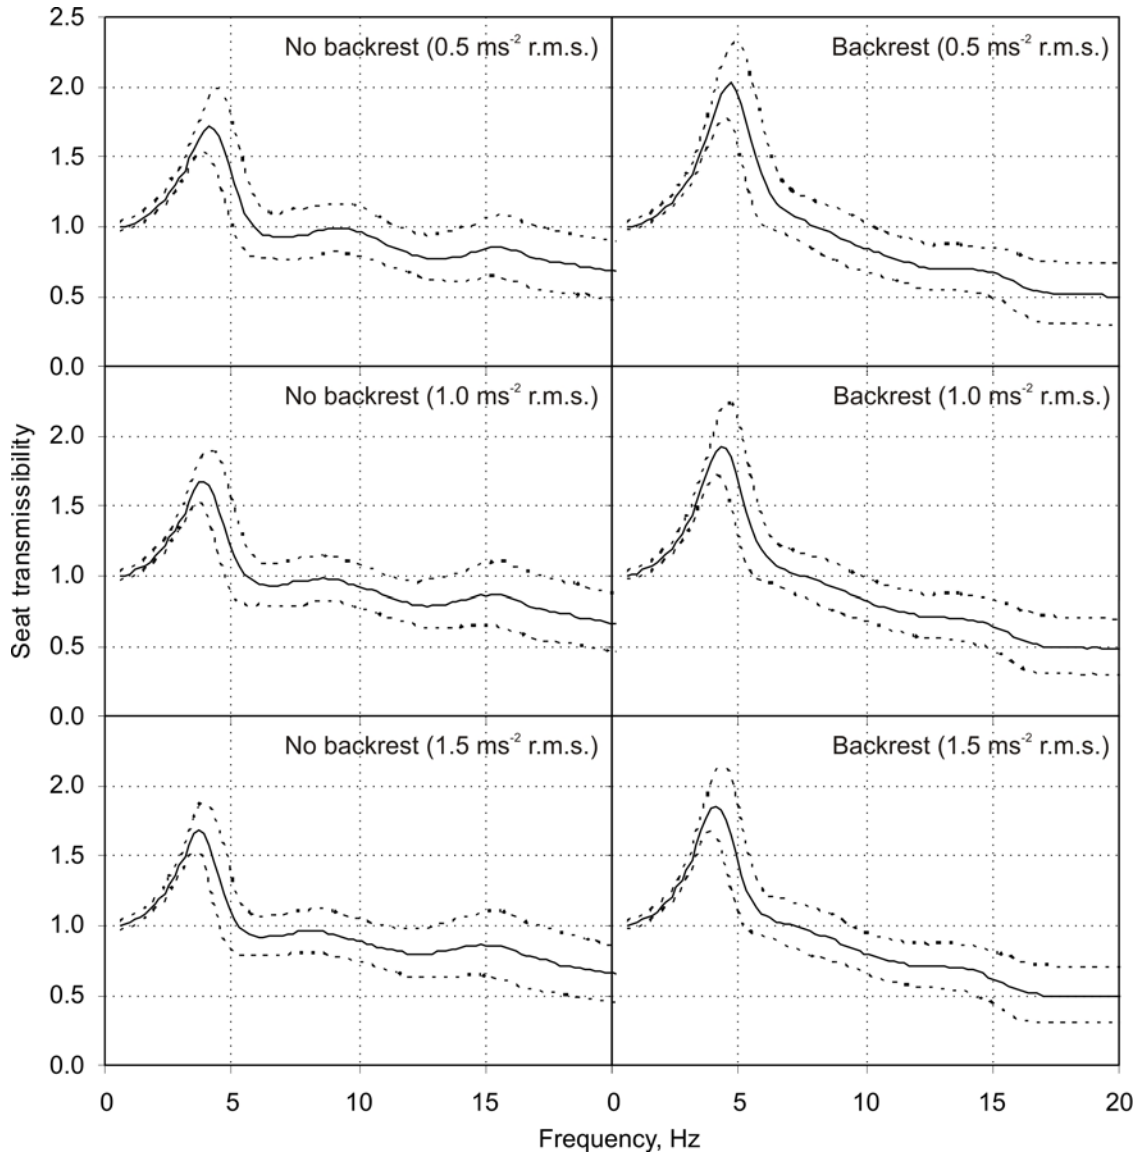 2.5
No backrest (0.5 ms-2 r.m.s.)
Backrest (0.5 ms-2 r.m.s.)
2.0
1.5
1.0
0.5
0.0
No backrest (1.0 ms-2 r.m.s.)
Backrest (1.0 ms-2 r.m.s.)
2.0
1.5
1.0
0.5
0.0
Seat transmissibility
No backrest (1.5 ms-2 r.m.s.)
Backrest (1.5 ms-2 r.m.s.)
2.0
1.5
1.0
0.5
0.0
0 5 10 15 0 5 10 15 20
Frequency, Hz